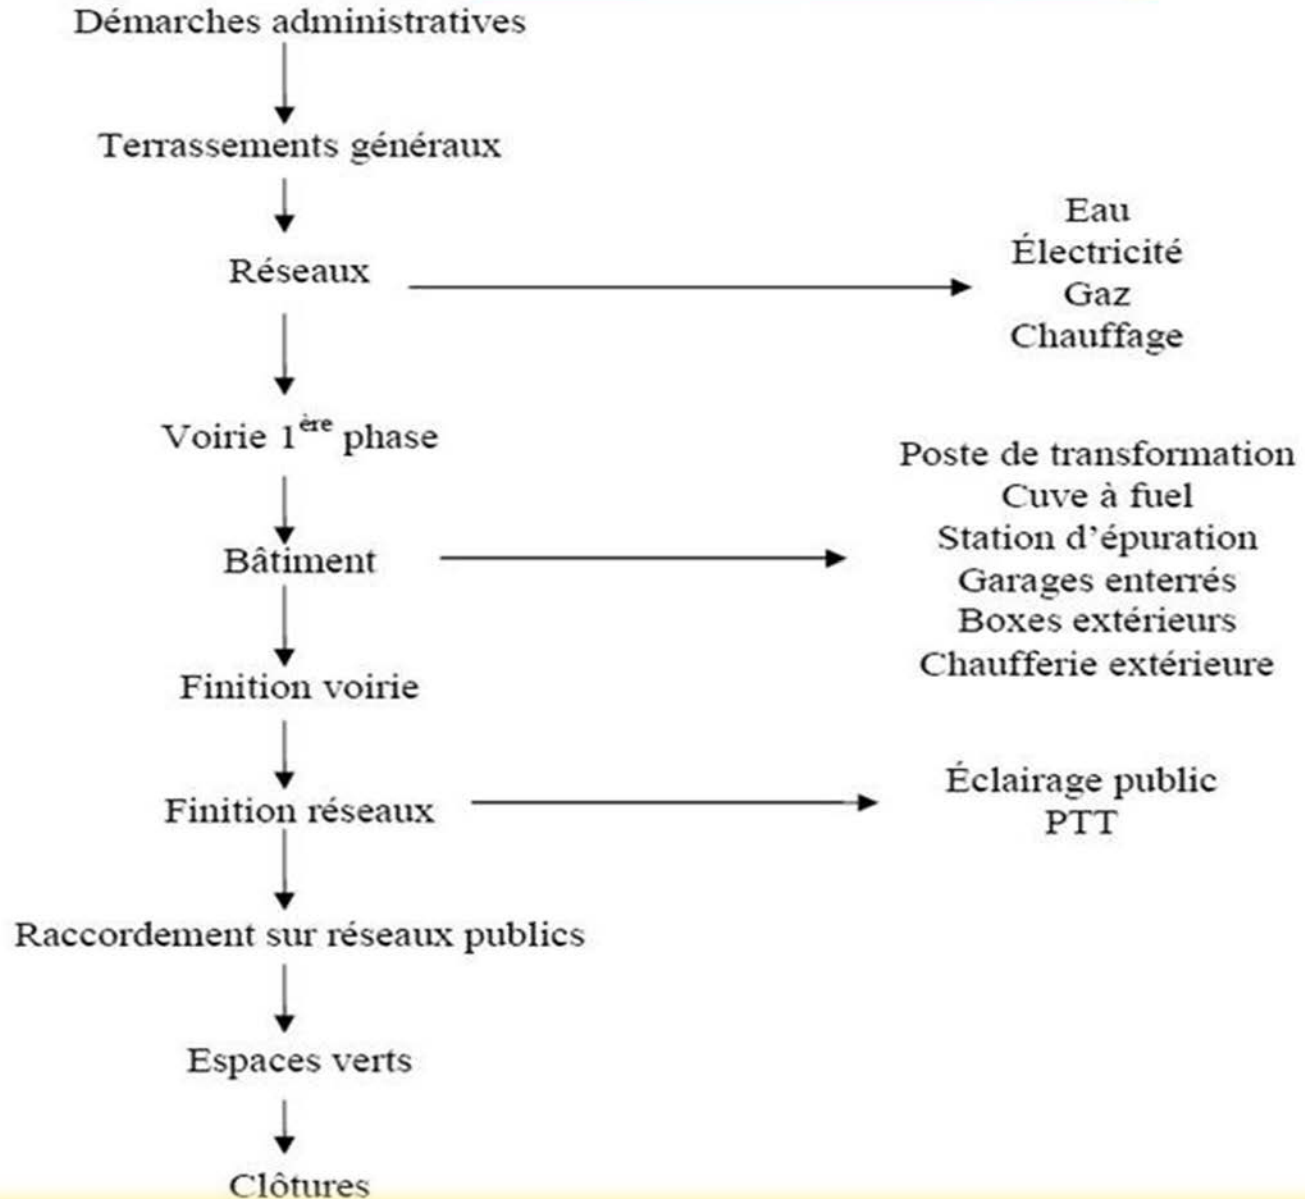 Démarches administratives
Terrassements généraux
Réseaux
Eau
Électricité
Gaz
Chauffage
Voirie 1ère phase
Bâtiment
Poste de transformation
Cuve à fuel
Station d'épuration
Garages enterrés
Boxes extérieurs
Chaufferie extérieure
Finition voirie
Finition réseaux
Éclairage public
PTT
Raccordement sur réseaux publics
Espaces verts
Clôtures